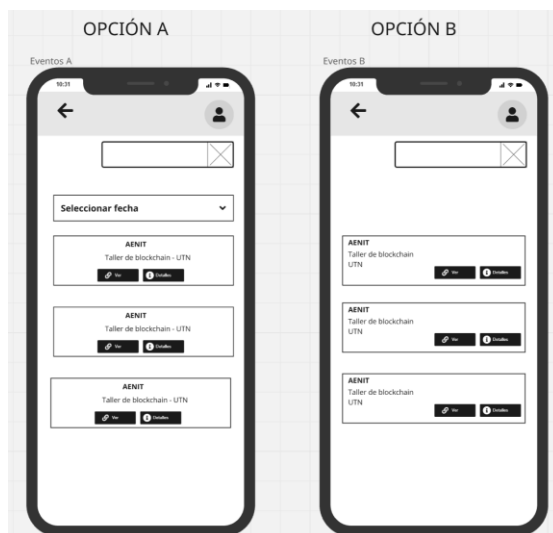 OPCIÓN A
OPCIÓN B
Eventos A
Eventos B
10:31
10:31
Seleccionar fecha
AENIT
Taller de blockchain - UTN
Ver
Detalles
AENIT
Taller de blockchain - UTN
Ver
Detalles
AENIT
Taller de blockchain - UTN
Ver
Detalles
AENIT
Taller de blockchain
UTN
Ver
Detalles
AENIT
Taller de blockchain
UTN
Ver
Detalles
AENIT
Taller de blockchain
UTN
Ver
Detalles